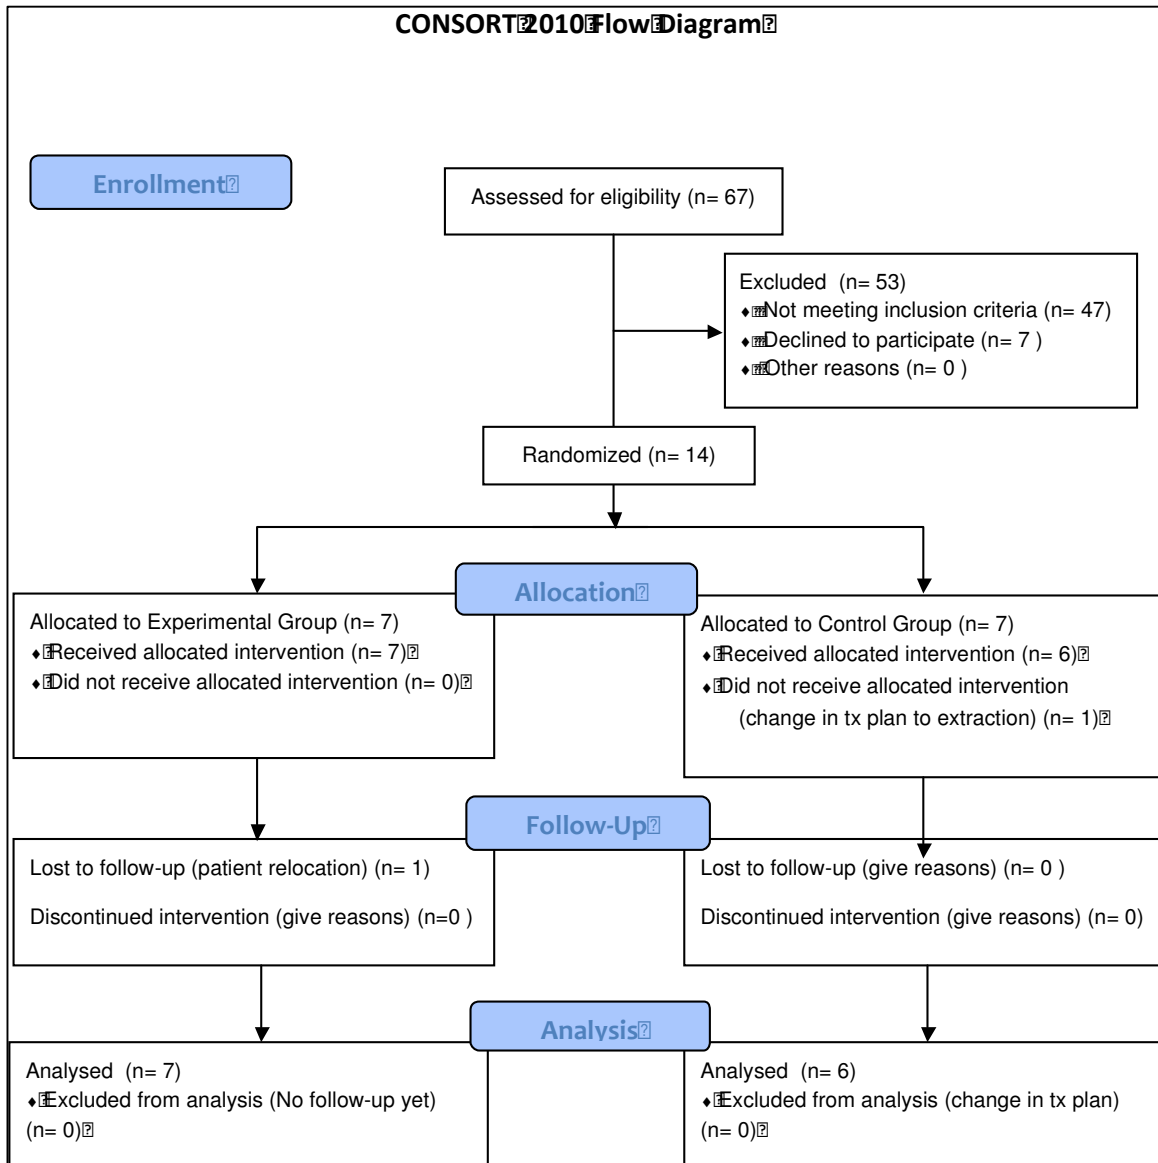 CONSORT 2010 Flow Diagram
Enrollment
Assessed for eligibility (n= 67)
Excluded (n= 53)
♦ Not meeting inclusion criteria (n= 47)
♦ Declined to participate (n= 7 )
♦ Other reasons (n= 0 )
Randomized (n= 14)
Allocation
Allocated to Experimental Group (n= 7)
♦ Received allocated intervention (n= 7)
♦ Did not receive allocated intervention (n= 0)
Allocated to Control Group (n= 7)
♦ Received allocated intervention (n= 6)
♦ Did not receive allocated intervention
(change in tx plan to extraction) (n= 1)
Follow-Up
Lost to follow-up (patient relocation) (n= 1)
Discontinued intervention (give reasons) (n=0 )
Lost to follow-up (give reasons) (n= 0 )
Discontinued intervention (give reasons) (n= 0)
Analysis
Analysed (n= 7)
♦ Excluded from analysis (No follow-up yet)
(n= 0)
Analysed (n= 6)
♦ Excluded from analysis (change in tx plan)
(n= 0)